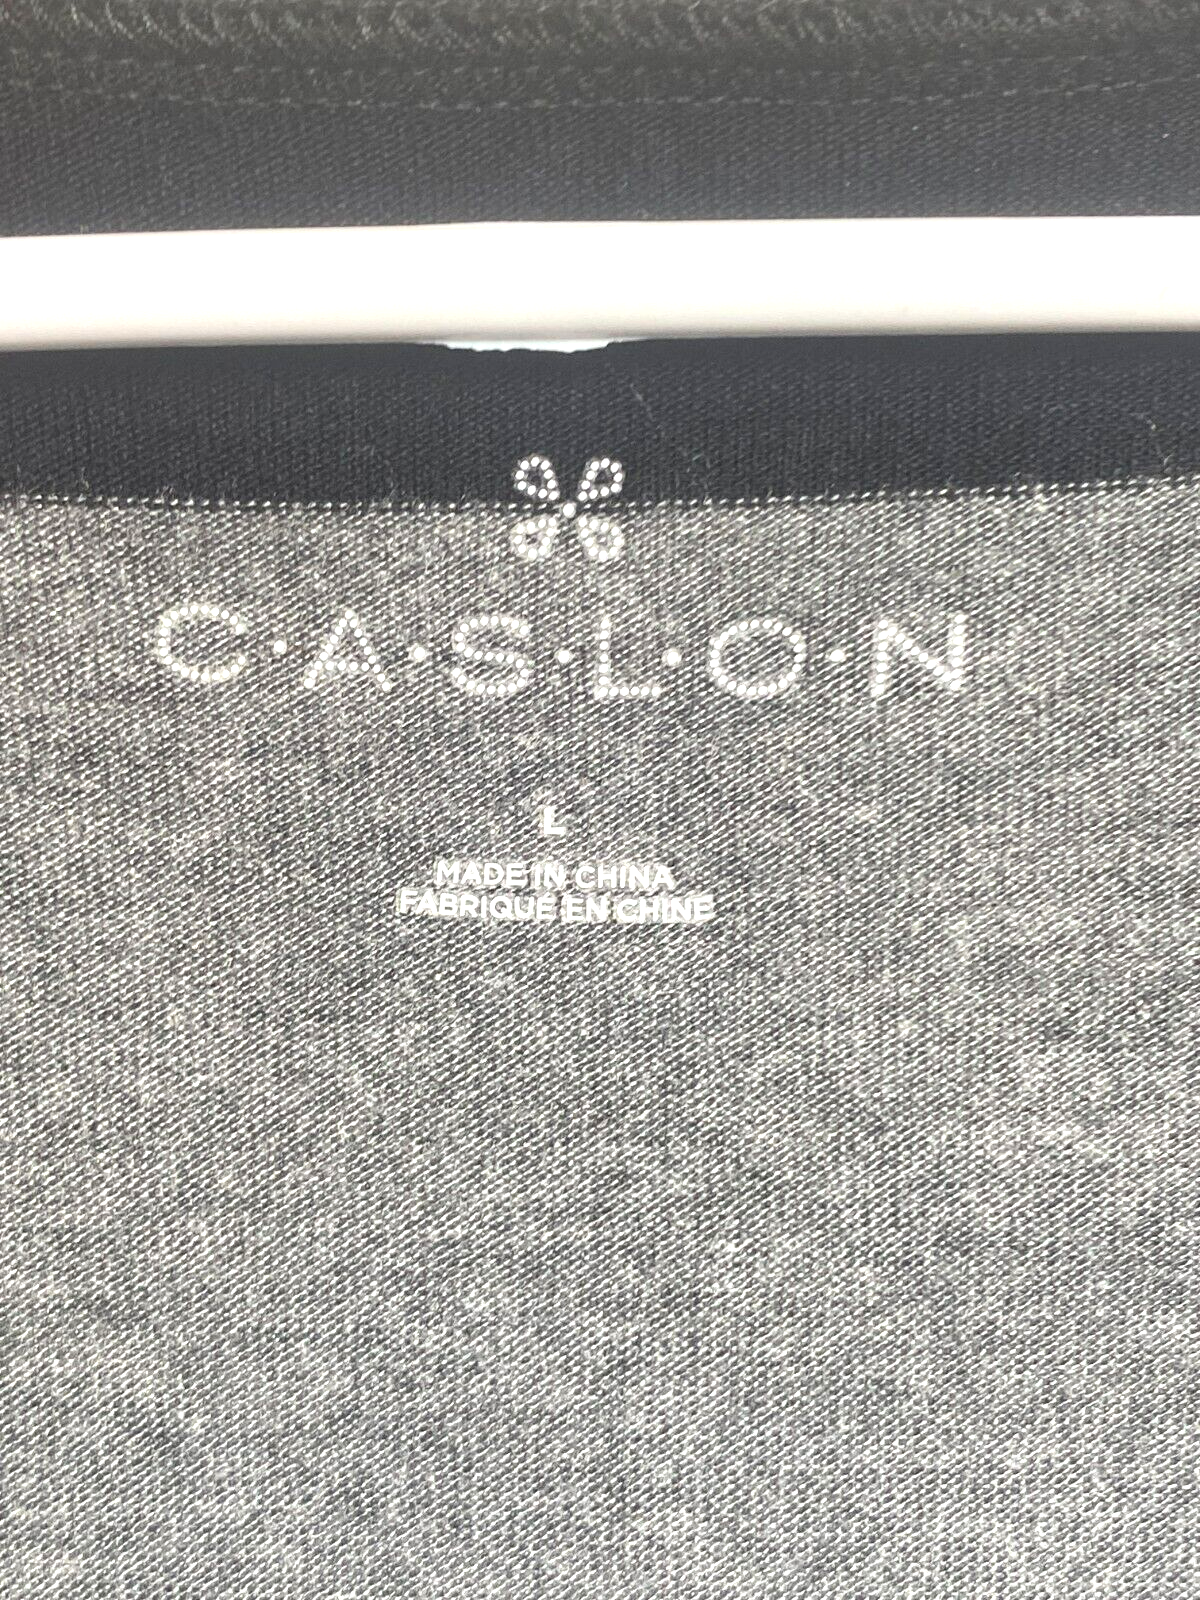 C·A·S·L·O·N
L
MADE IN CHINA
FABRIQUÉ EN CHINE